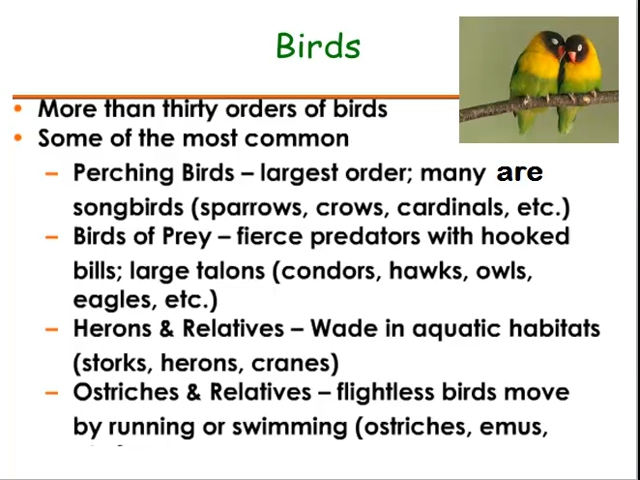 Birds
• More than thirty orders of birds
• Some of the most common
– Perching Birds – largest order; many are
songbirds (sparrows, crows, cardinals, etc.)
– Birds of Prey – fierce predators with hooked
bills; large talons (condors, hawks, owls,
eagles, etc.)
– Herons & Relatives – Wade in aquatic habitats
(storks, herons, cranes)
– Ostriches & Relatives – flightless birds move
by running or swimming (ostriches, emus,